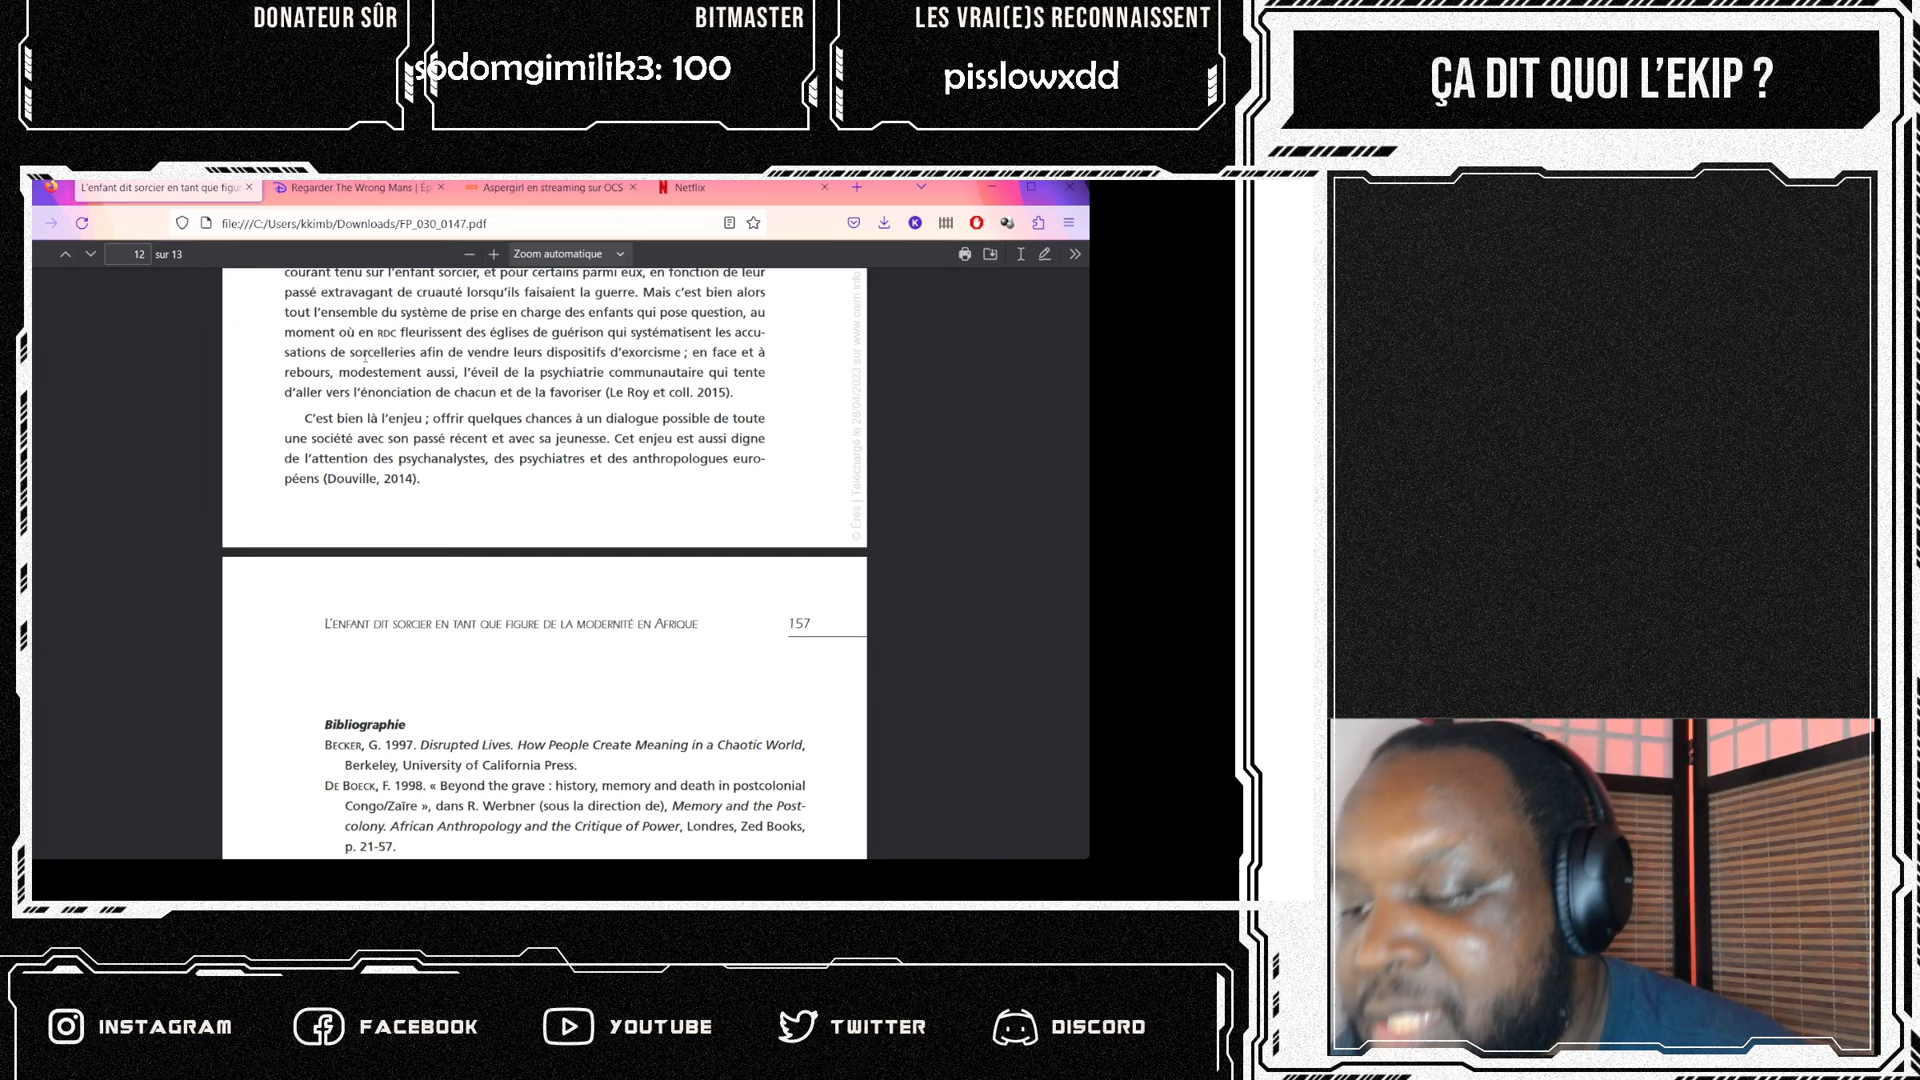 DONATEUR SÛR
BITMASTER
LES VRAI(E)S RECONNAISSENT
sodomgimilik3: 100
pisslowxdd
ÇA DIT QUOI L'EKIP ?
L'enfant dit sorcier en tant que figu
Regarder The Wrong Mans | Ép
Aspergirl en streaming sur OCS
Netflix
file:///C:/Users/kkimb/Downloads/FP_030_0147.pdf
12 sur 13
Zoom automatique
courant tenu sur l'enfant sorcier, et pour certains parmi eux, en fonction de leur
passé extravagant de cruauté lorsqu'ils faisaient la guerre. Mais c'est bien alors
tout l'ensemble du système de prise en charge des enfants qui pose question, au
moment où en RDC fleurissent des églises de guérison qui systématisent les accu-
sations de sorcelleries afin de vendre leurs dispositifs d'exorcisme ; en face et à
rebours, modestement aussi, l'éveil de la psychiatrie communautaire qui tente
d'aller vers l'énonciation de chacun et de la favoriser (Le Roy et coll. 2015).
C'est bien là l'enjeu ; offrir quelques chances à un dialogue possible de toute
une société avec son passé récent et avec sa jeunesse. Cet enjeu est aussi digne
de l'attention des psychanalystes, des psychiatres et des anthropologues euro-
péens (Douville, 2014).
© Érès | Téléchargé le 28/04/2023 sur www.cairn.info
L'ENFANT DIT SORCIER EN TANT QUE FIGURE DE LA MODERNITÉ EN AFRIQUE
157
Bibliographie
BECKER, G. 1997. Disrupted Lives. How People Create Meaning in a Chaotic World,
Berkeley, University of California Press.
DE BOECK, F. 1998. « Beyond the grave : history, memory and death in postcolonial
Congo/Zaïre », dans R. Werbner (sous la direction de), Memory and the Post-
colony. African Anthropology and the Critique of Power, Londres, Zed Books,
p. 21-57.
INSTAGRAM
FACEBOOK
YOUTUBE
TWITTER
DISCORD